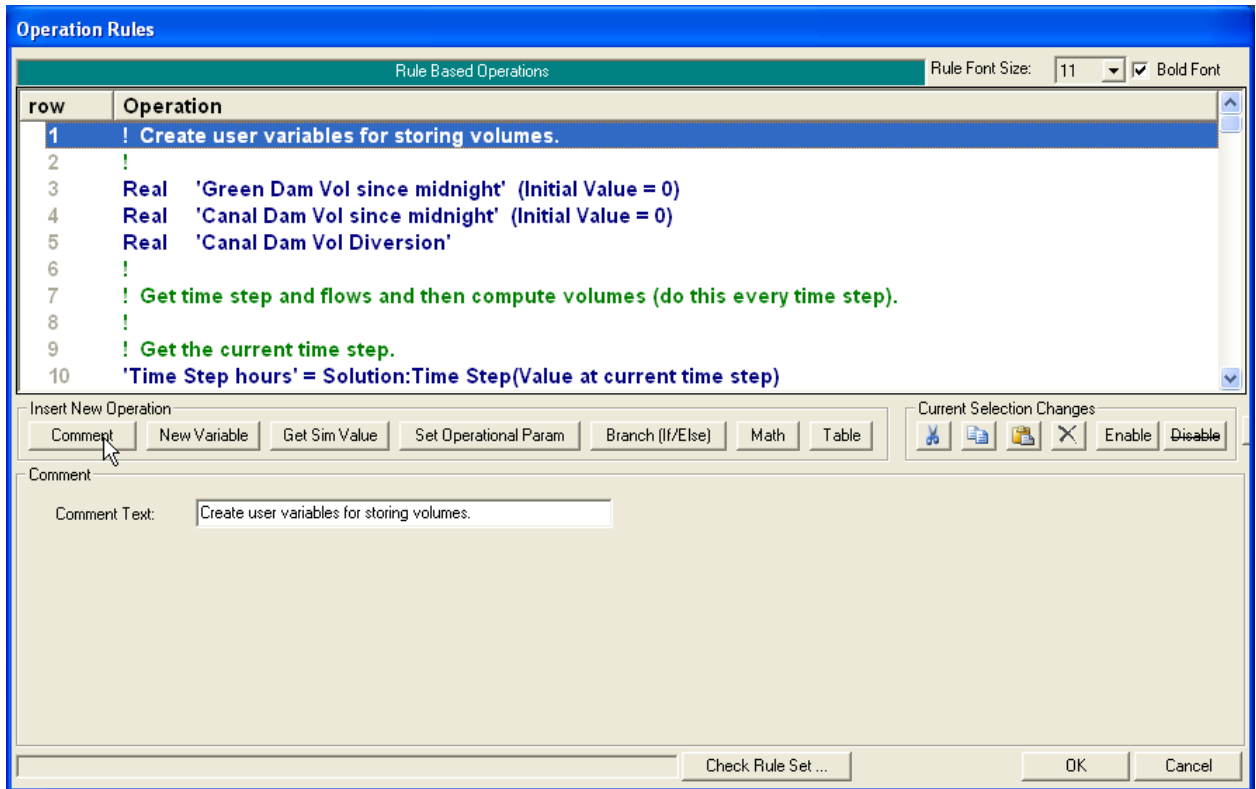 Operation Rules
Rule Based Operations Rule Font Size: 11 Bold Font
row Operation
1 ! Create user variables for storing volumes.
2 !
3 Real 'Green Dam Vol since midnight' (Initial Value = 0)
4 Real 'Canal Dam Vol since midnight' (Initial Value = 0)
5 Real 'Canal Dam Vol Diversion'
6 !
7 ! Get time step and flows and then compute volumes (do this every time step).
8 !
9 ! Get the current time step.
10 'Time Step hours' = Solution:Time Step(Value at current time step)
Insert New Operation Current Selection Changes
Comment New Variable Get Sim Value Set Operational Param Branch (If/Else) Math Table Enable Disable
Comment
Comment Text: Create user variables for storing volumes.
Check Rule Set ... OK Cancel